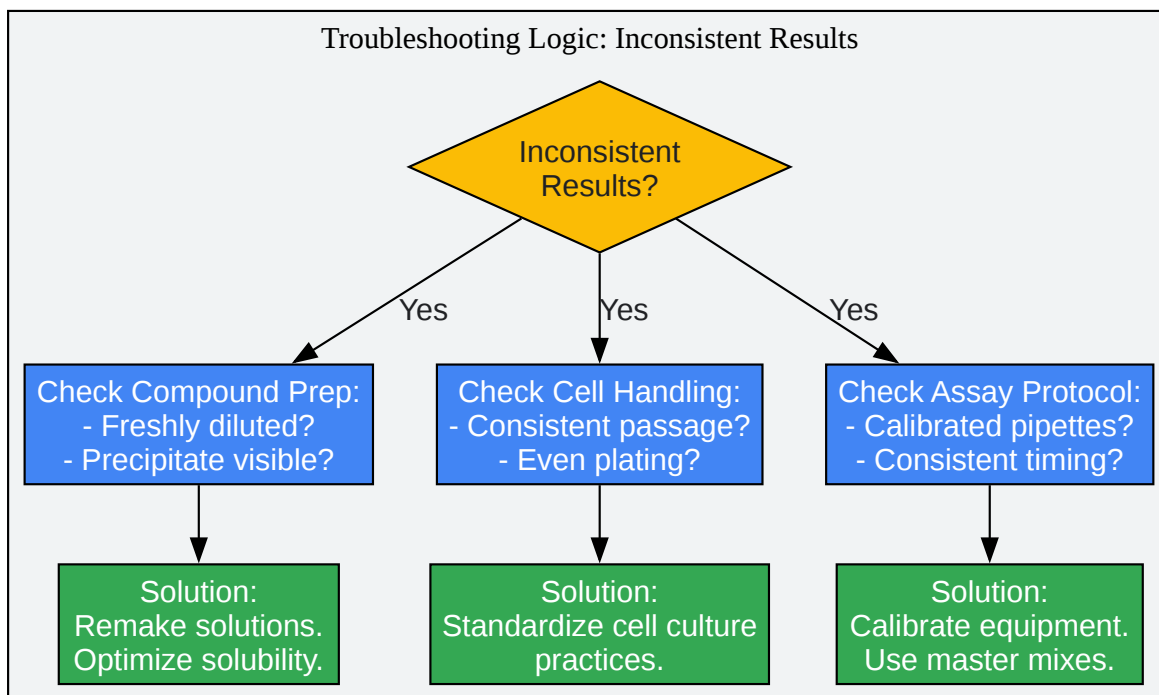 Troubleshooting Logic: Inconsistent Results
Inconsistent
Results?
Yes
Yes
Yes
Check Compound Prep:
- Freshly diluted?
- Precipitate visible?
Check Cell Handling:
- Consistent passage?
- Even plating?
Check Assay Protocol:
- Calibrated pipettes?
- Consistent timing?
Solution:
Remake solutions.
Optimize solubility.
Solution:
Standardize cell culture
practices.
Solution:
Calibrate equipment.
Use master mixes.